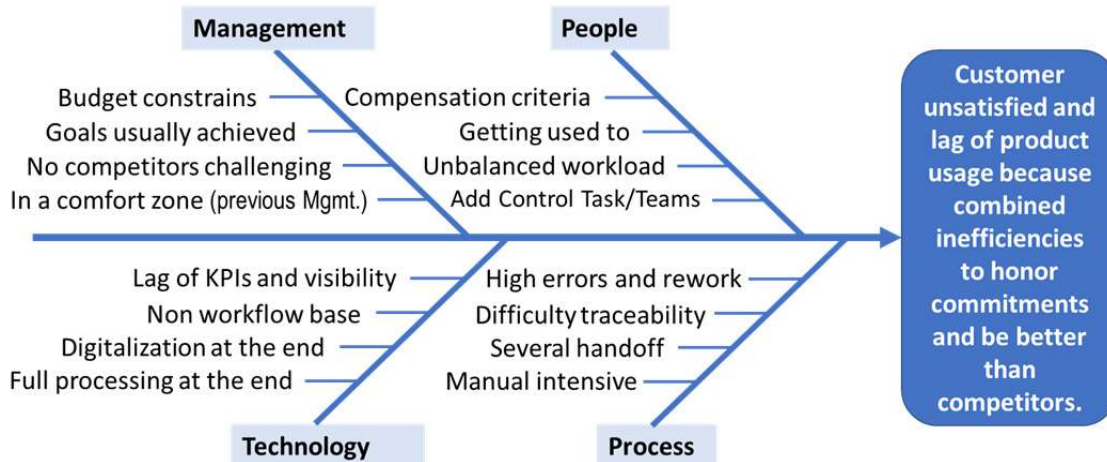 Management
Budget constrains
Goals usually achieved
No competitors challenging
In a comfort zone (previous Mgmt.)
People
Compensation criteria
Getting used to
Unbalanced workload
Add Control Task/Teams
Lag of KPIs and visibility
Non workflow base
Digitalization at the end
Full processing at the end
Technology
High errors and rework
Difficulty traceability
Several handoff
Manual intensive
Process
Customer
unsatisfied and
lag of product
usage because
combined
inefficiencies
to honor
commitments
and be better
than
competitors.